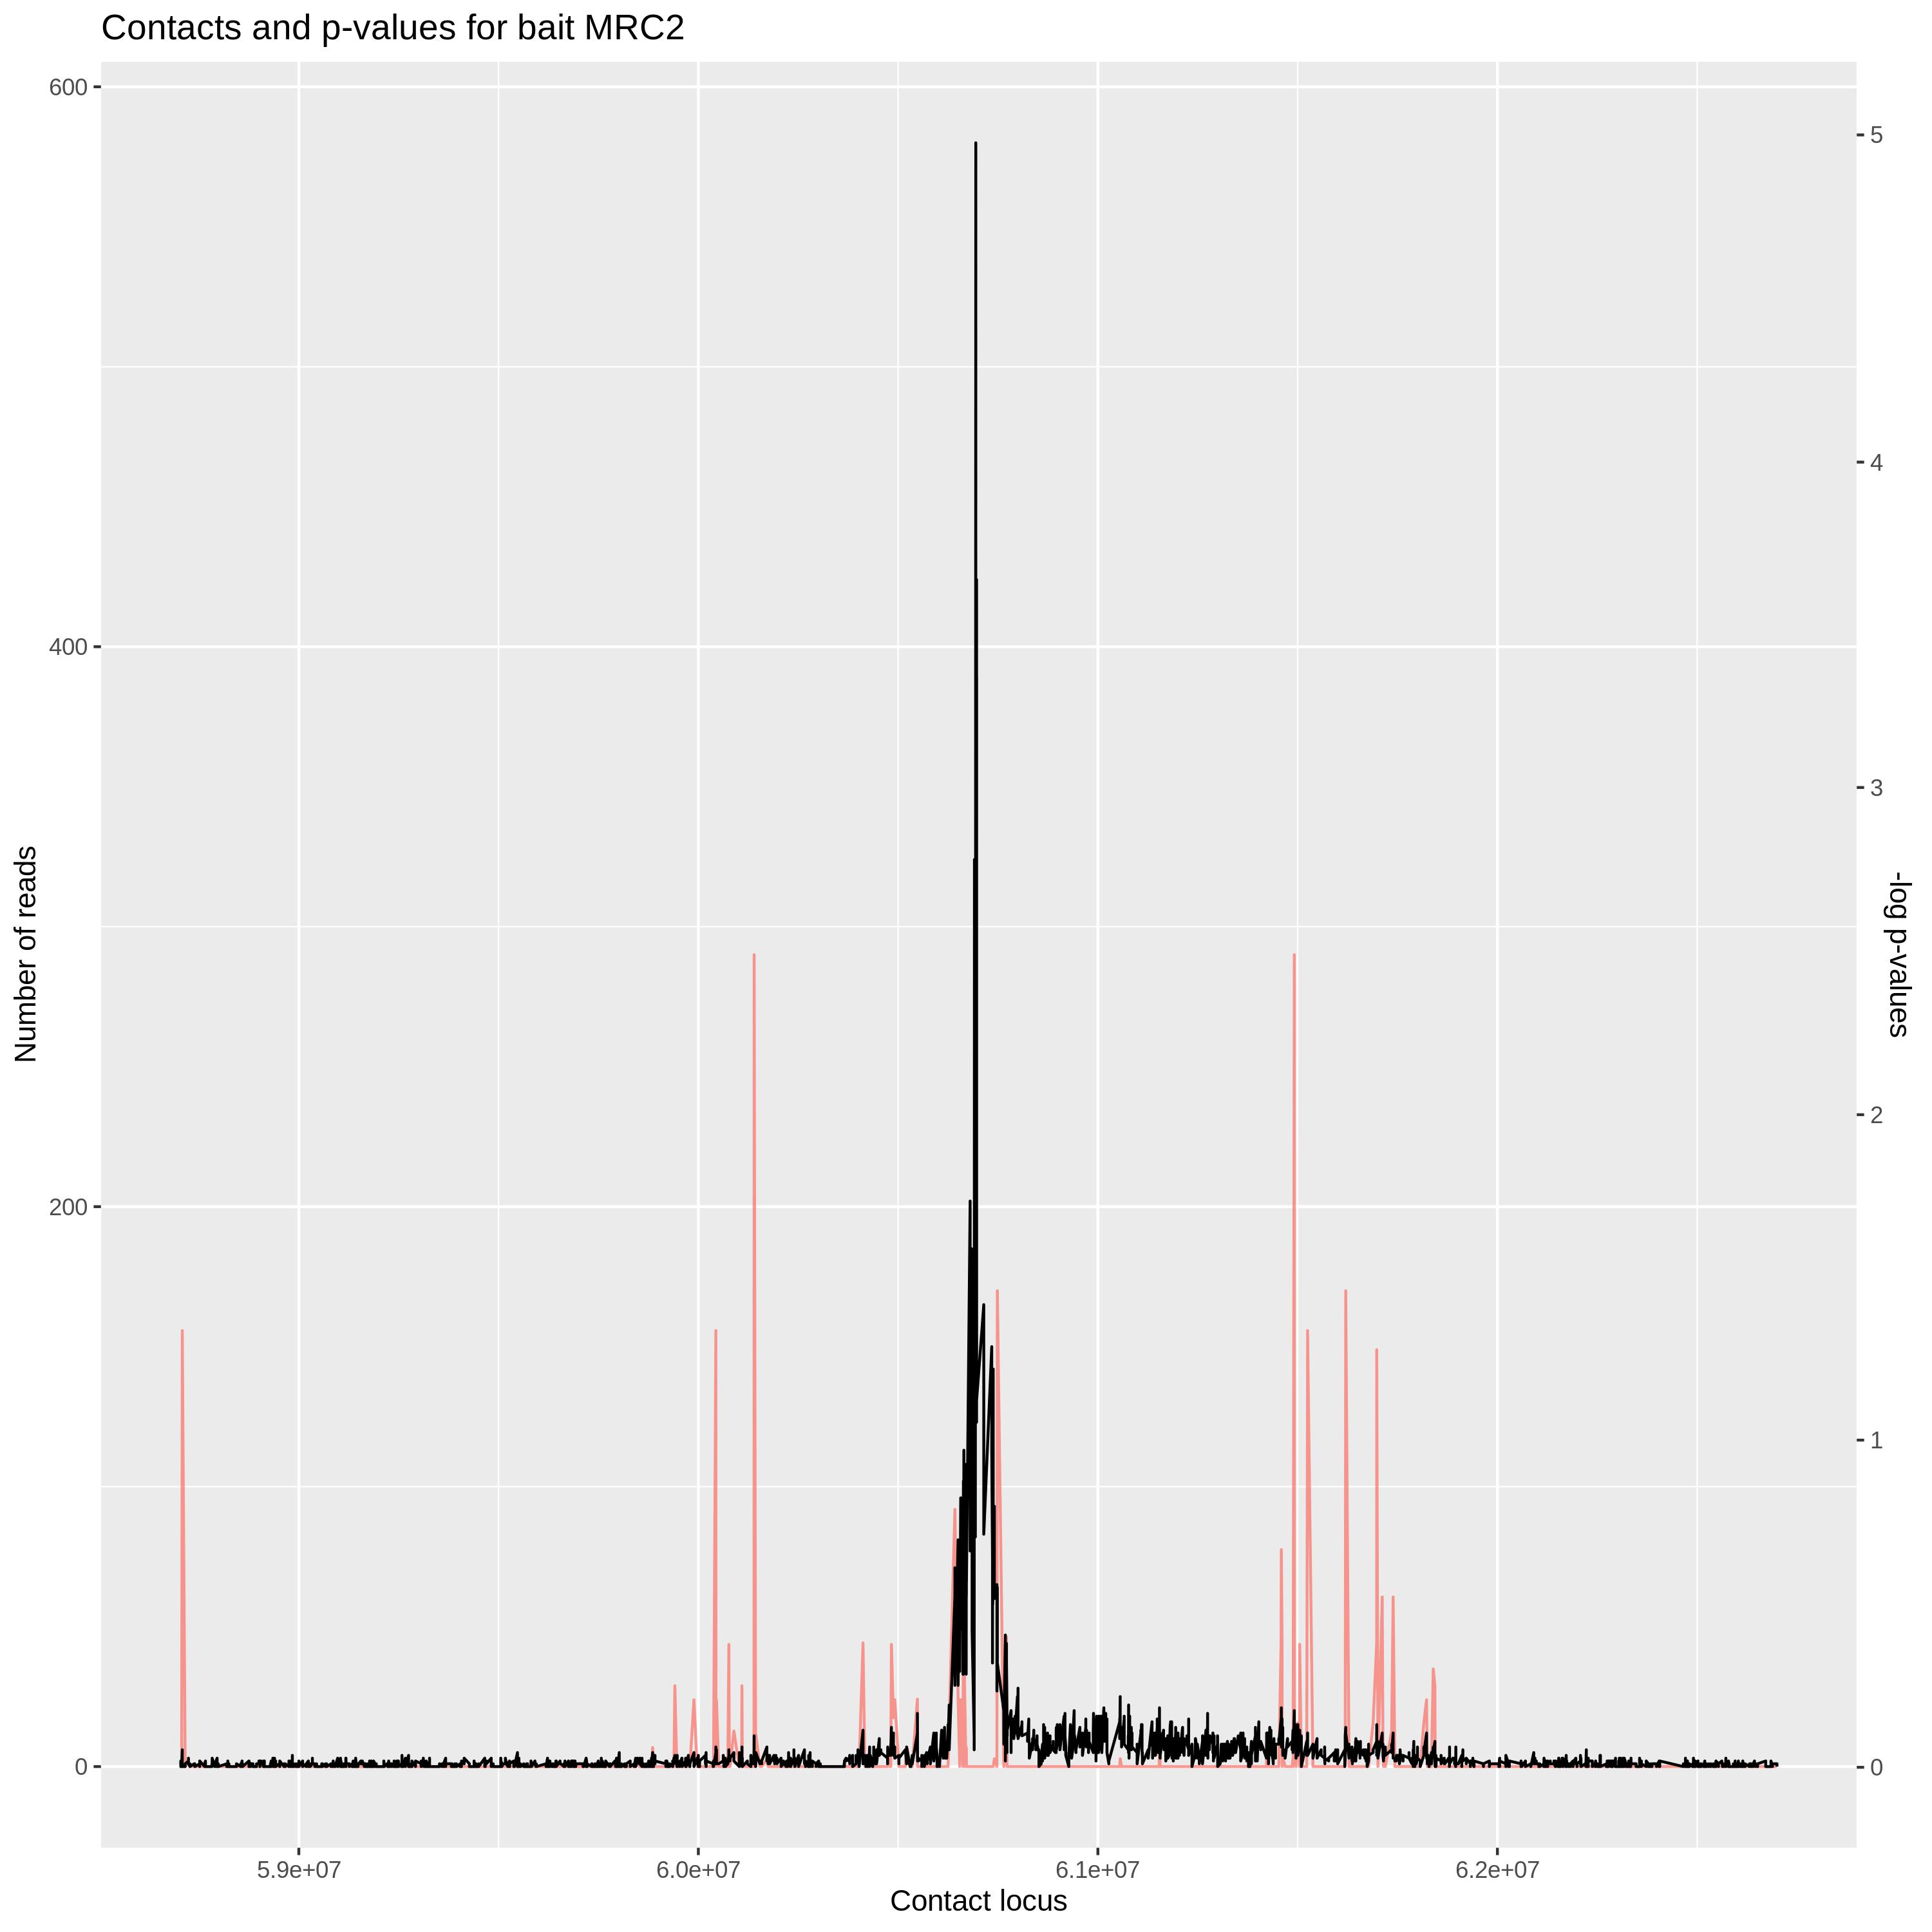 Contacts and p-values for bait MRC2
600
400
200
0
Number of reads
5
4
3
2
1
0
-log p-values
5.9e+07
6.0e+07
6.1e+07
6.2e+07
Contact locus